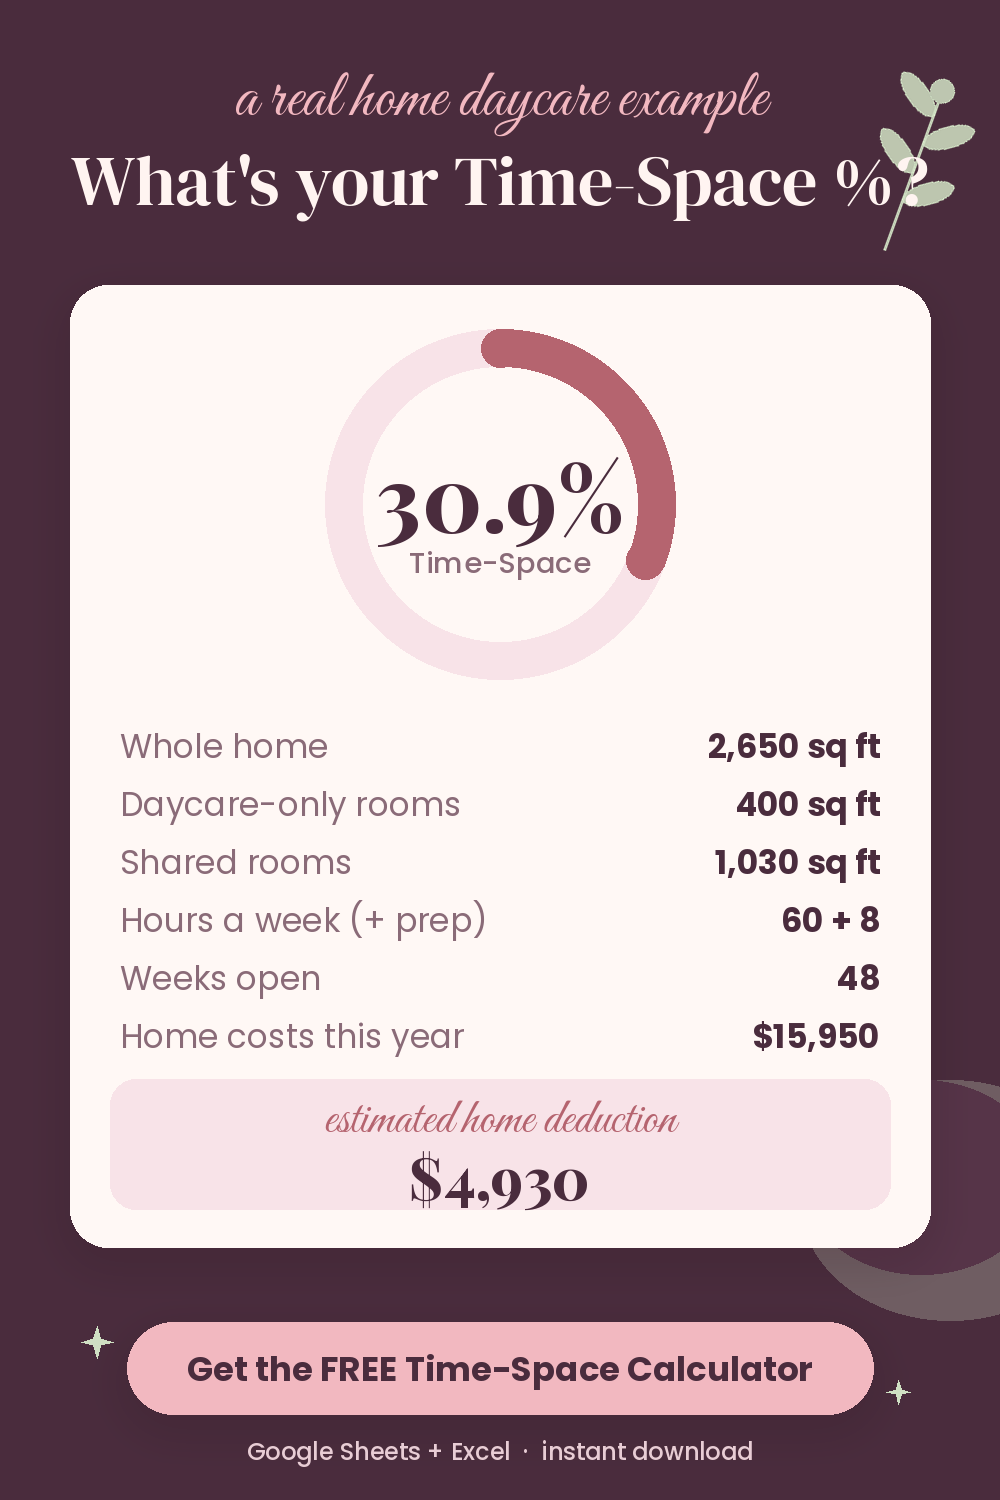 a real home daycare example
What's your Time-Space %?
30.9%
Time-Space
Whole home 2,650 sq ft
Daycare-only rooms 400 sq ft
Shared rooms 1,030 sq ft
Hours a week (+ prep) 60 + 8
Weeks open 48
Home costs this year $15,950
estimated home deduction
$4,930
Get the FREE Time-Space Calculator
Google Sheets + Excel · instant download